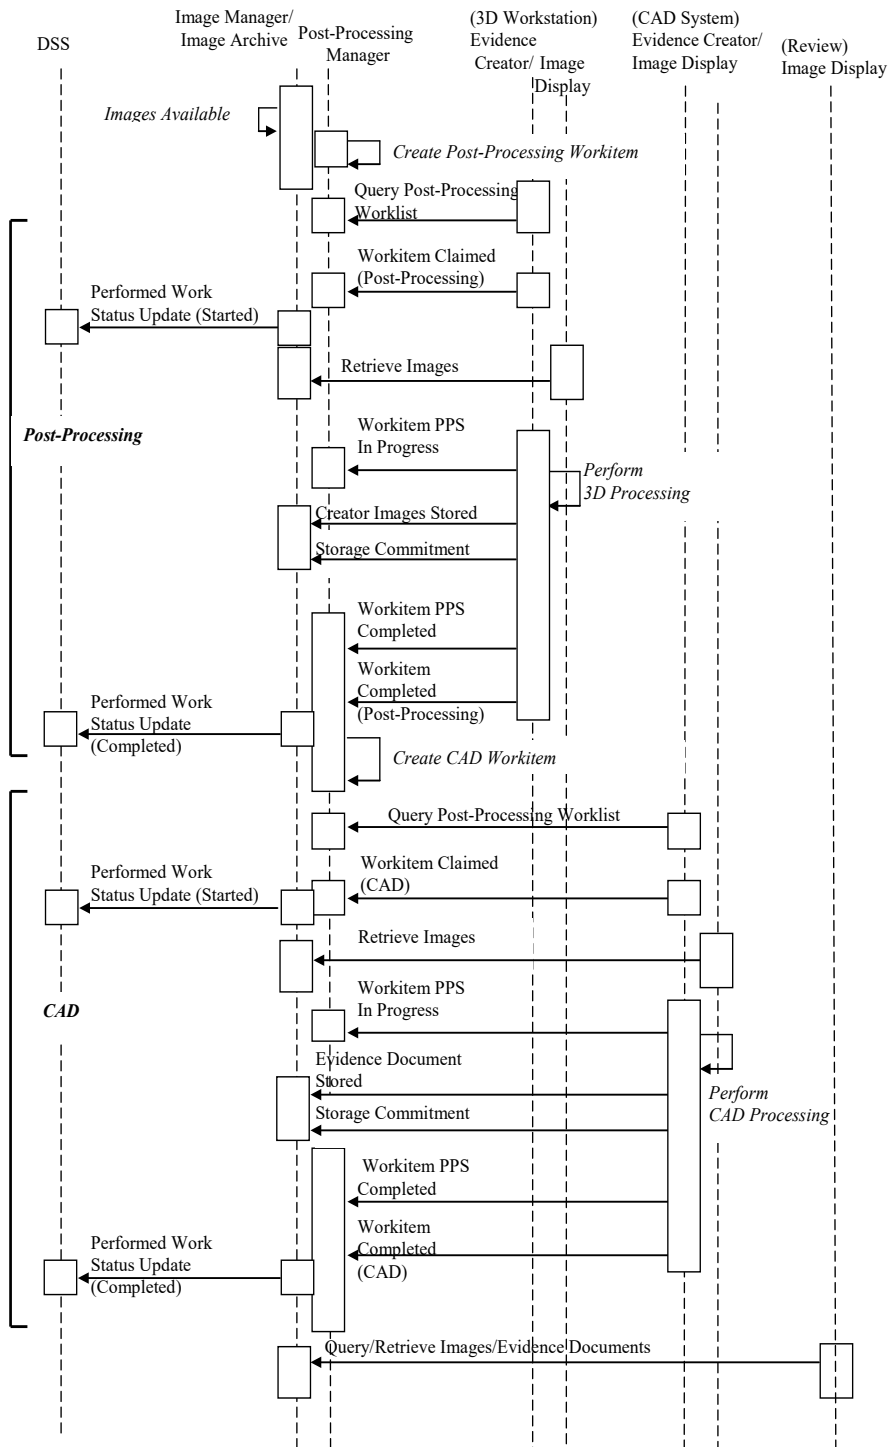 DSS
Image Manager/
Image Archive
Post-Processing
Manager
(3D Workstation)
Evidence
Creator/ Image
Display
(CAD System)
Evidence Creator/
Image Display
(Review)
Image Display
Images Available
Create Post-Processing Workitem
Query Post-Processing
Worklist
Workitem Claimed
(Post-Processing)
Performed Work
Status Update (Started)
Retrieve Images
Post-Processing
Workitem PPS
In Progress
Perform
3D Processing
Creator Images Stored
Storage Commitment
Workitem PPS
Completed
Workitem
Completed
(Post-Processing)
Performed Work
Status Update
(Completed)
Create CAD Workitem
Query Post-Processing Worklist
Workitem Claimed
(CAD)
Performed Work
Status Update (Started)
Retrieve Images
CAD
Workitem PPS
In Progress
Evidence Document
Stored
Perform
CAD Processing
Storage Commitment
Workitem PPS
Completed
Workitem
Completed
(CAD)
Performed Work
Status Update
(Completed)
Query/Retrieve Images/Evidence Documents